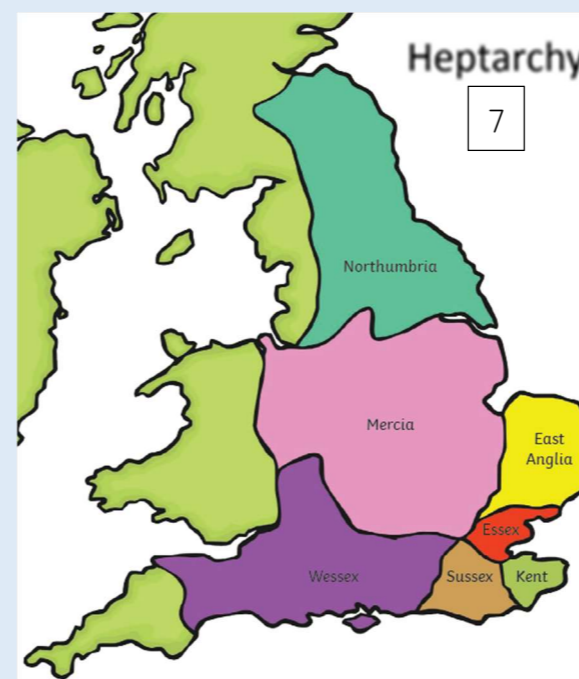 Heptarchy
7
Northumbria
Mercia
East
Anglia
Essex
Wessex
Sussex
Kent